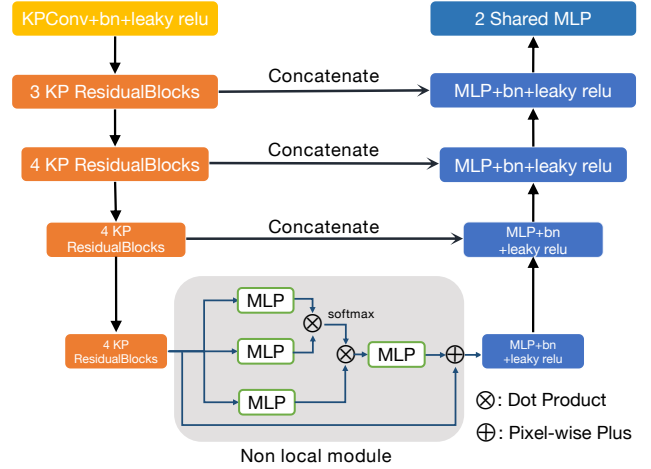 KPConv+bn+leaky relu
2 Shared MLP
3 KP ResidualBlocks
Concatenate
MLP+bn+leaky relu
4 KP ResidualBlocks
Concatenate
MLP+bn+leaky relu
4 KP
ResidualBlocks
Concatenate
MLP+bn
+leaky relu
4 KP
ResidualBlocks
MLP
softmax
MLP
MLP
MLP
MLP+bn
+leaky relu
: Dot Product
: Pixel-wise Plus
Non local module